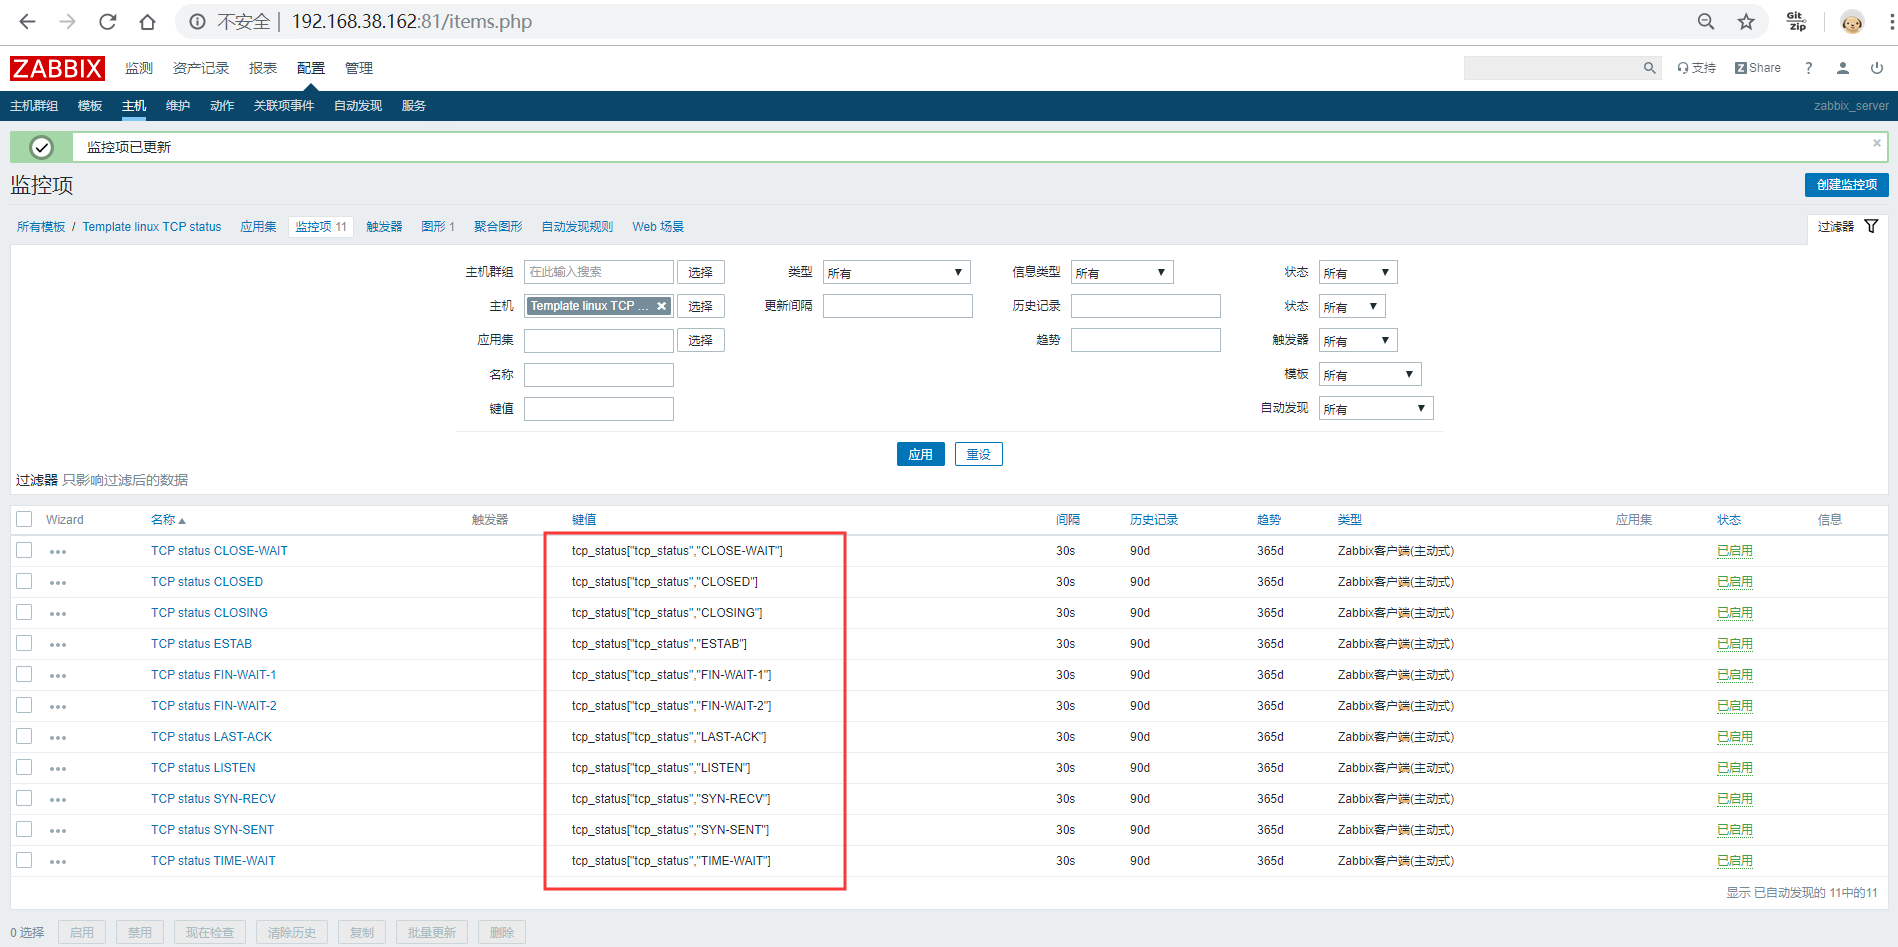 不安全 | 192.168.38.162:81/items.php Git Zip
ZABBIX 监测 资产记录 报表 配置 管理 支持 Z Share ?
主机群组 模板 主机 维护 动作 关联项事件 自动发现 服务 zabbix_server
监控项已更新 ×
监控项 创建监控项
所有模板 / Template linux TCP status 应用集 监控项 11 触发器 图形 1 聚合图形 自动发现规则 Web 场景 过滤器
主机群组 在此输入搜索 选择 类型 所有 信息类型 所有 状态 所有
主机 Template linux TCP ... × 选择 更新间隔 历史记录 状态 所有
应用集 选择 趋势 触发器 所有
名称 模板 所有
键值 自动发现 所有
应用 重设
过滤器 只影响过滤后的数据
Wizard 名称 触发器 键值 间隔 历史记录 趋势 类型 应用集 状态 信息
TCP status CLOSE-WAIT tcp_status["tcp_status","CLOSE-WAIT"] 30s 90d 365d Zabbix客户端(主动式) 已启用
TCP status CLOSED tcp_status["tcp_status","CLOSED"] 30s 90d 365d Zabbix客户端(主动式) 已启用
TCP status CLOSING tcp_status["tcp_status","CLOSING"] 30s 90d 365d Zabbix客户端(主动式) 已启用
TCP status ESTAB tcp_status["tcp_status","ESTAB"] 30s 90d 365d Zabbix客户端(主动式) 已启用
TCP status FIN-WAIT-1 tcp_status["tcp_status","FIN-WAIT-1"] 30s 90d 365d Zabbix客户端(主动式) 已启用
TCP status FIN-WAIT-2 tcp_status["tcp_status","FIN-WAIT-2"] 30s 90d 365d Zabbix客户端(主动式) 已启用
TCP status LAST-ACK tcp_status["tcp_status","LAST-ACK"] 30s 90d 365d Zabbix客户端(主动式) 已启用
TCP status LISTEN tcp_status["tcp_status","LISTEN"] 30s 90d 365d Zabbix客户端(主动式) 已启用
TCP status SYN-RECV tcp_status["tcp_status","SYN-RECV"] 30s 90d 365d Zabbix客户端(主动式) 已启用
TCP status SYN-SENT tcp_status["tcp_status","SYN-SENT"] 30s 90d 365d Zabbix客户端(主动式) 已启用
TCP status TIME-WAIT tcp_status["tcp_status","TIME-WAIT"] 30s 90d 365d Zabbix客户端(主动式) 已启用
显示 已自动发现的 11中的11
0 选择 启用 禁用 现在检查 清除历史 复制 批量更新 删除